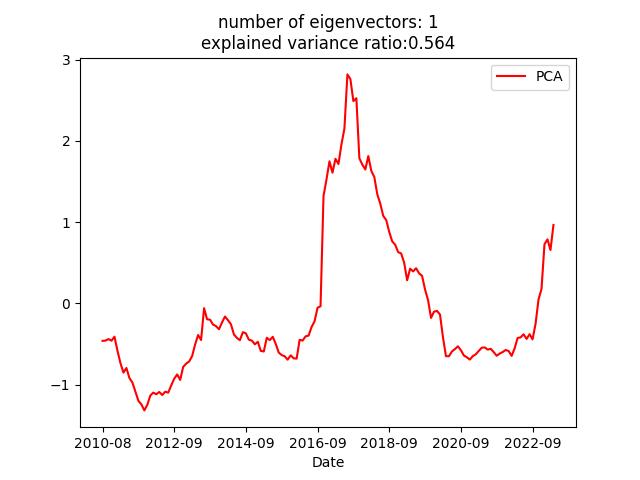 number of eigenvectors: 1
explained variance ratio:0.564
PCA
3
2
1
0
−1
2010-08 2012-09 2014-09 2016-09 2018-09 2020-09 2022-09
Date